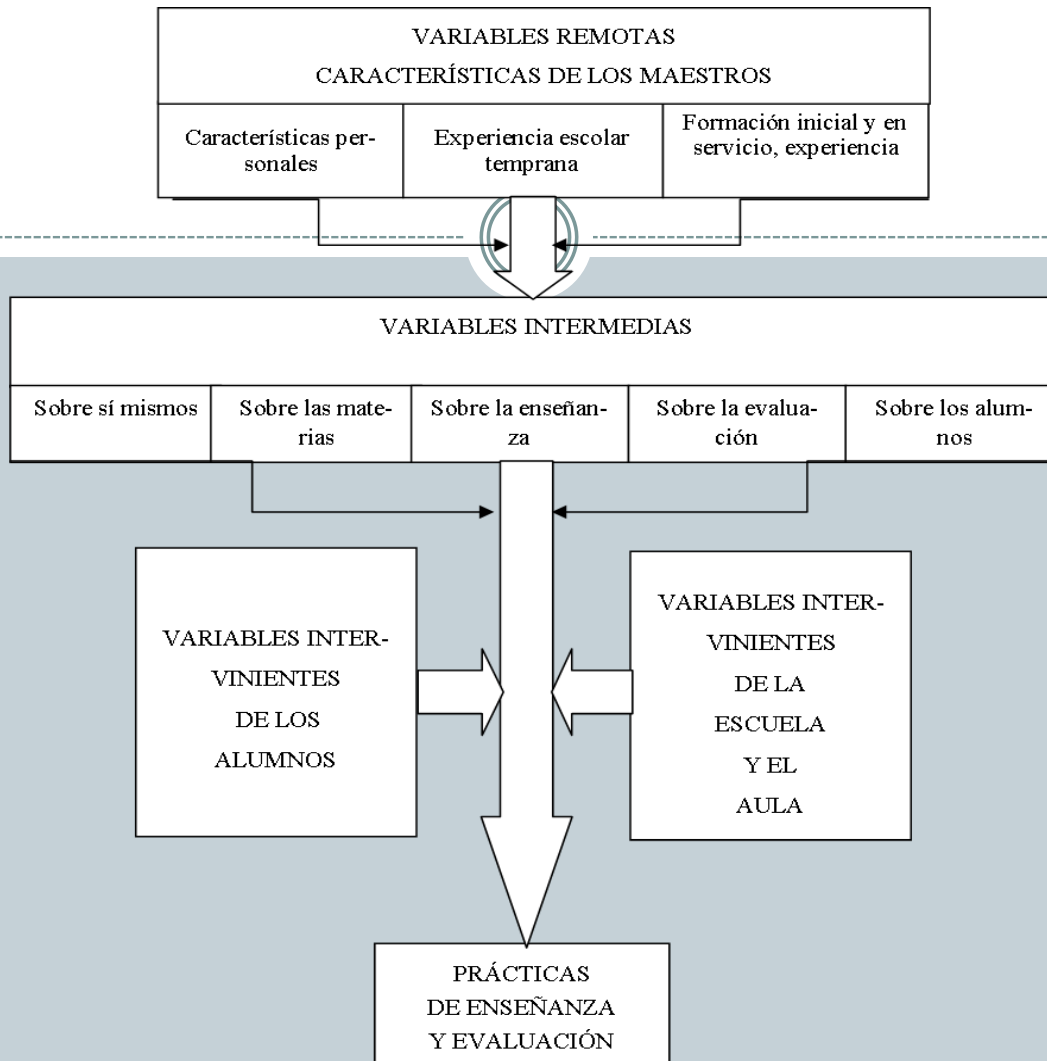 VARIABLES REMOTAS
CARACTERÍSTICAS DE LOS MAESTROS
Características per-
sonales
Experiencia escolar
temprana
Formación inicial y en
servicio, experiencia
VARIABLES INTERMEDIAS
Sobre sí mismos
Sobre las mate-
rias
Sobre la enseñan-
za
Sobre la evalua-
ción
Sobre los alum-
nos
VARIABLES INTER-
VINIENTES
DE LOS
ALUMNOS
VARIABLES INTER-
VINIENTES
DE LA
ESCUELA
Y EL
AULA
PRÁCTICAS
DE ENSEÑANZA
Y EVALUACIÓN